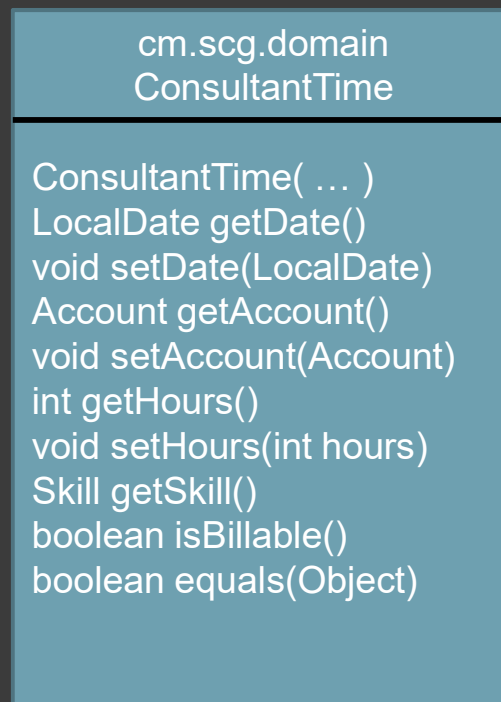 cm.scg.domain
ConsultantTime
ConsultantTime( … )
LocalDate getDate()
void setDate(LocalDate)
Account getAccount()
void setAccount(Account)
int getHours()
void setHours(int hours)
Skill getSkill()
boolean isBillable()
boolean equals(Object)